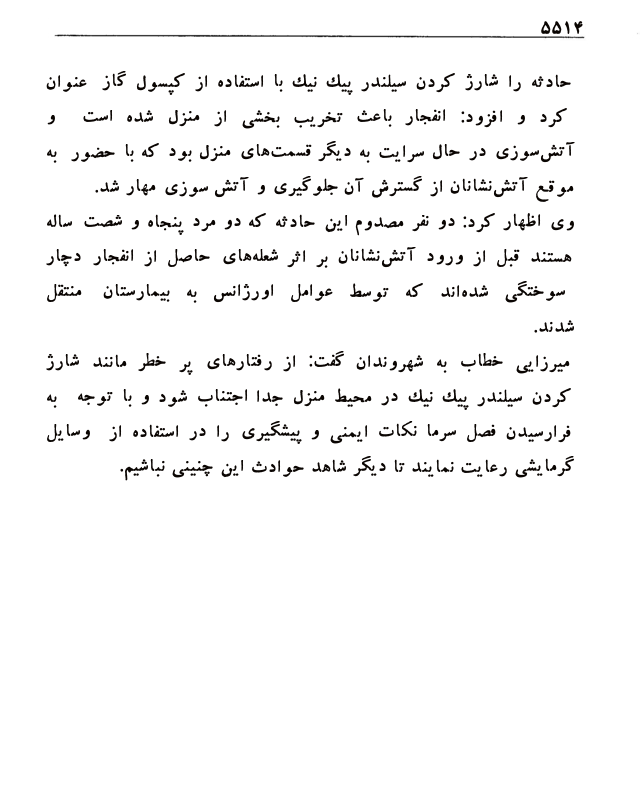 ۵۵۱۴
حادثه را شارژ کردن سیلندر پیك نیك با استفاده از کپسول گاز عنوان
کرد و افزود: انفجار باعث تخریب بخشی از منزل شده است و
آتش‌سوزی در حال سرایت به دیگر قسمت‌های منزل بود که با حضور به
موقع آتش‌نشانان از گسترش آن جلوگیری و آتش سوزی مهار شد.
وی اظهار کرد: دو نفر مصدوم این حادثه که دو مرد پنجاه و شصت ساله
هستند قبل از ورود آتش‌نشانان بر اثر شعله‌های حاصل از انفجار دچار
سوختگی شده‌اند که توسط عوامل اورژانس به بیمارستان منتقل
شدند.
میرزایی خطاب به شهروندان گفت: از رفتارهای پر خطر مانند شارژ
کردن سیلندر پیك نیك در محیط منزل جدا اجتناب شود و با توجه به
فرارسیدن فصل سرما نکات ایمنی و پیشگیری را در استفاده از وسایل
گرمایشی رعایت نمایند تا دیگر شاهد حوادث این چنینی نباشیم.